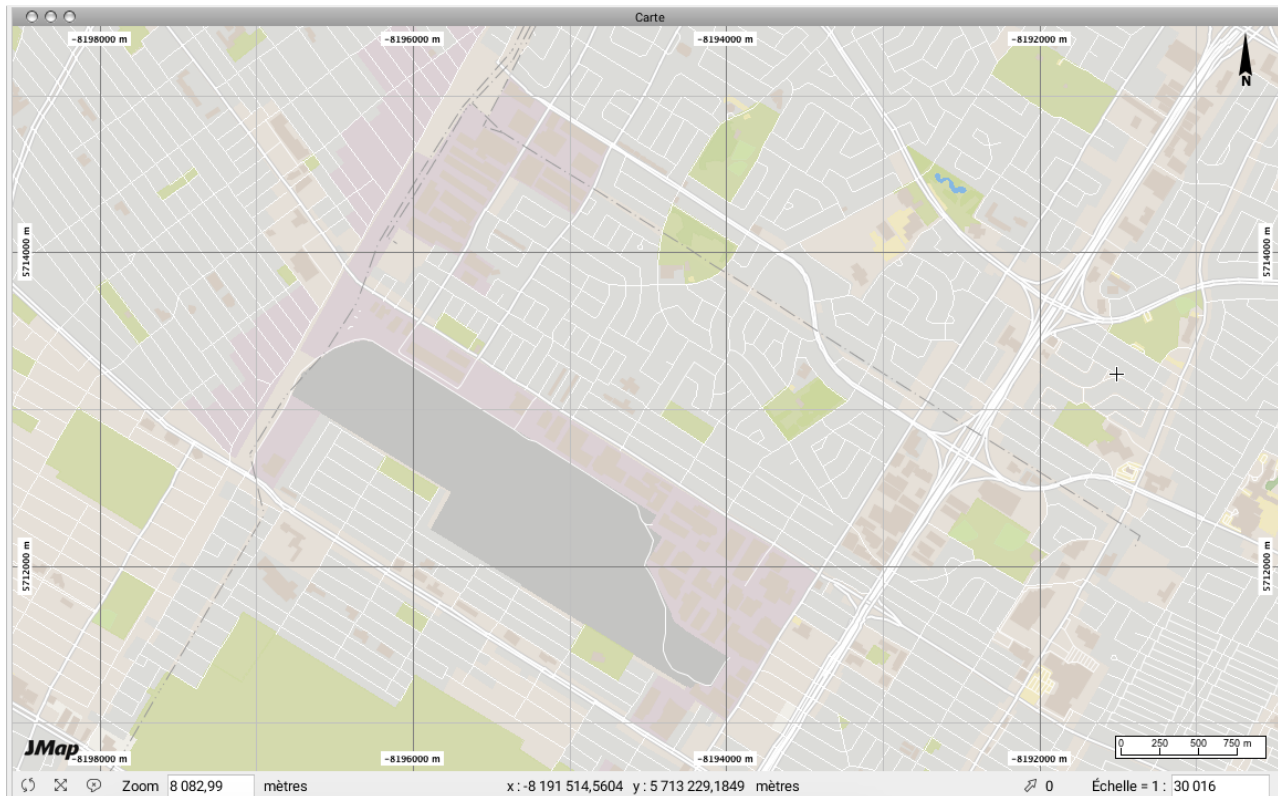 Carte
−8198000 m −8196000 m −8194000 m −8192000 m
N
5714000 m 5714000 m
5712000 m 5712000 m
JMap
−8198000 m −8196000 m −8194000 m −8192000 m
0 250 500 750 m
Zoom 8 082,99 mètres x : -8 191 514,5604 y : 5 713 229,1849 mètres 0 Échelle = 1 : 30 016